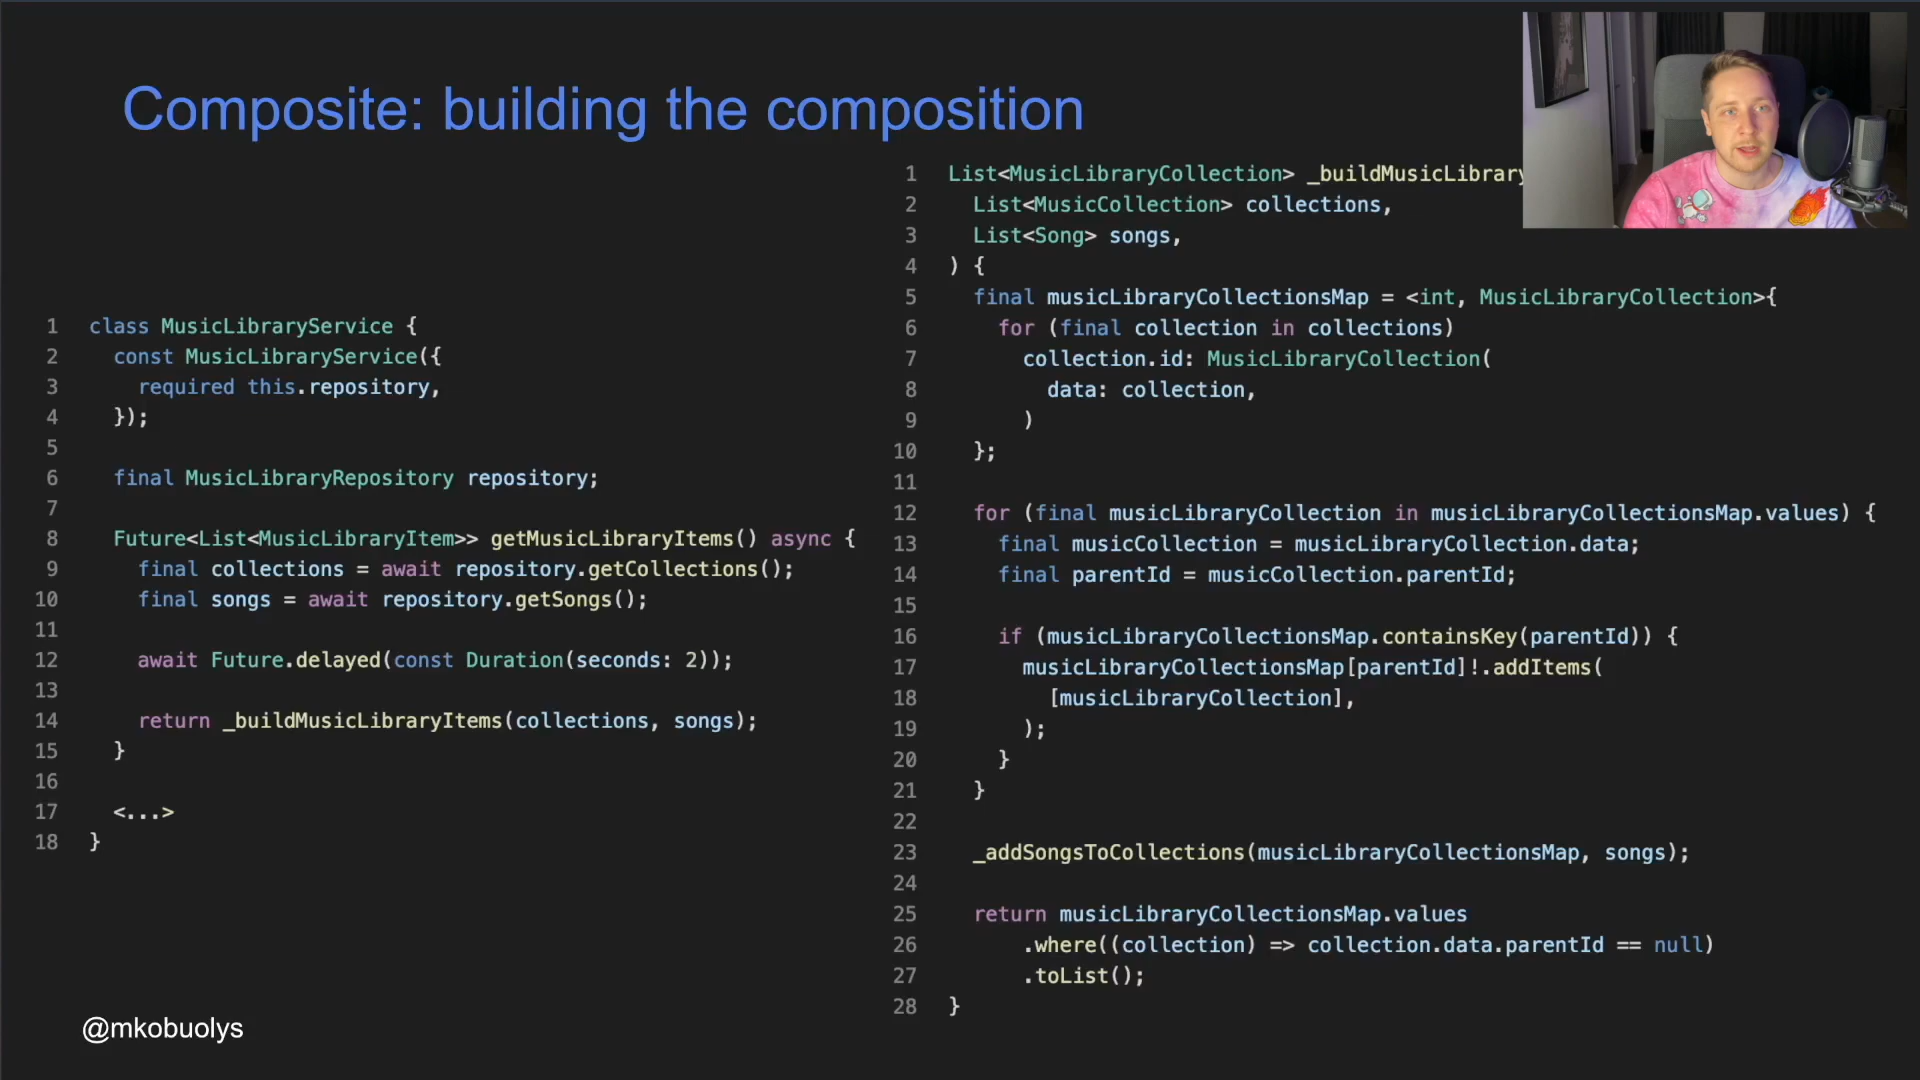 Composite: building the composition
1 class MusicLibraryService {
2 const MusicLibraryService({
3 required this.repository,
4 });
5
6 final MusicLibraryRepository repository;
7
8 Future<List<MusicLibraryItem>> getMusicLibraryItems() async {
9 final collections = await repository.getCollections();
10 final songs = await repository.getSongs();
11
12 await Future.delayed(const Duration(seconds: 2));
13
14 return _buildMusicLibraryItems(collections, songs);
15 }
16
17 <...>
18 }
1 List<MusicLibraryCollection> _buildMusicLibrary
2 List<MusicCollection> collections,
3 List<Song> songs,
4 ) {
5 final musicLibraryCollectionsMap = <int, MusicLibraryCollection>{
6 for (final collection in collections)
7 collection.id: MusicLibraryCollection(
8 data: collection,
9 )
10 };
11
12 for (final musicLibraryCollection in musicLibraryCollectionsMap.values) {
13 final musicCollection = musicLibraryCollection.data;
14 final parentId = musicCollection.parentId;
15
16 if (musicLibraryCollectionsMap.containsKey(parentId)) {
17 musicLibraryCollectionsMap[parentId]!.addItems(
18 [musicLibraryCollection],
19 );
20 }
21 }
22
23 _addSongsToCollections(musicLibraryCollectionsMap, songs);
24
25 return musicLibraryCollectionsMap.values
26 .where((collection) => collection.data.parentId == null)
27 .toList();
28 }
@mkobuolys